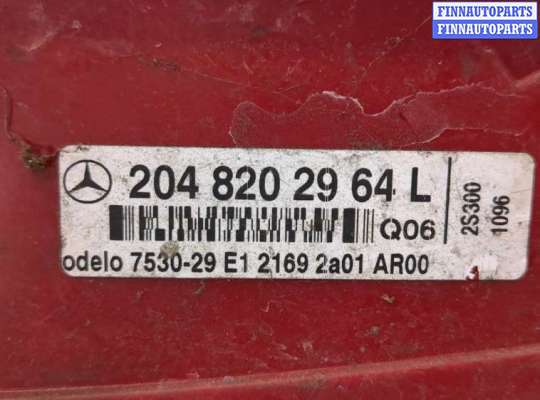 FINNAUTOPARTS
FINNAUTOPARTS
204 820 29 64 L
Q06
2S300
1096
odelo 7530-29 E1 2169 2a01 AR00